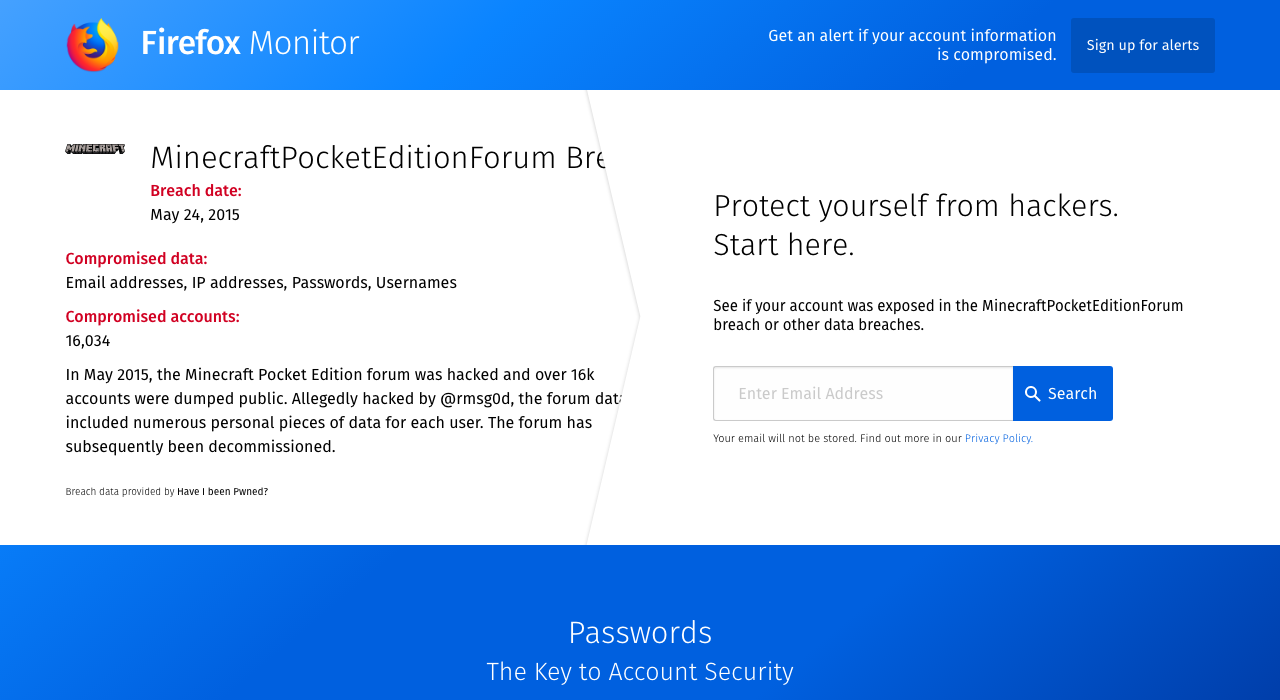 Firefox Monitor
Get an alert if your account information
is compromised.
Sign up for alerts
MINECRAFT
MinecraftPocketEditionForum Bre
Breach date:
May 24, 2015
Compromised data:
Email addresses, IP addresses, Passwords, Usernames
Compromised accounts:
16,034
In May 2015, the Minecraft Pocket Edition forum was hacked and over 16k
accounts were dumped public. Allegedly hacked by @rmsg0d, the forum data
included numerous personal pieces of data for each user. The forum has
subsequently been decommissioned.
Breach data provided by Have I been Pwned?
Protect yourself from hackers.
Start here.
See if your account was exposed in the MinecraftPocketEditionForum
breach or other data breaches.
Enter Email Address
Search
Your email will not be stored. Find out more in our Privacy Policy.
Passwords
The Key to Account Security